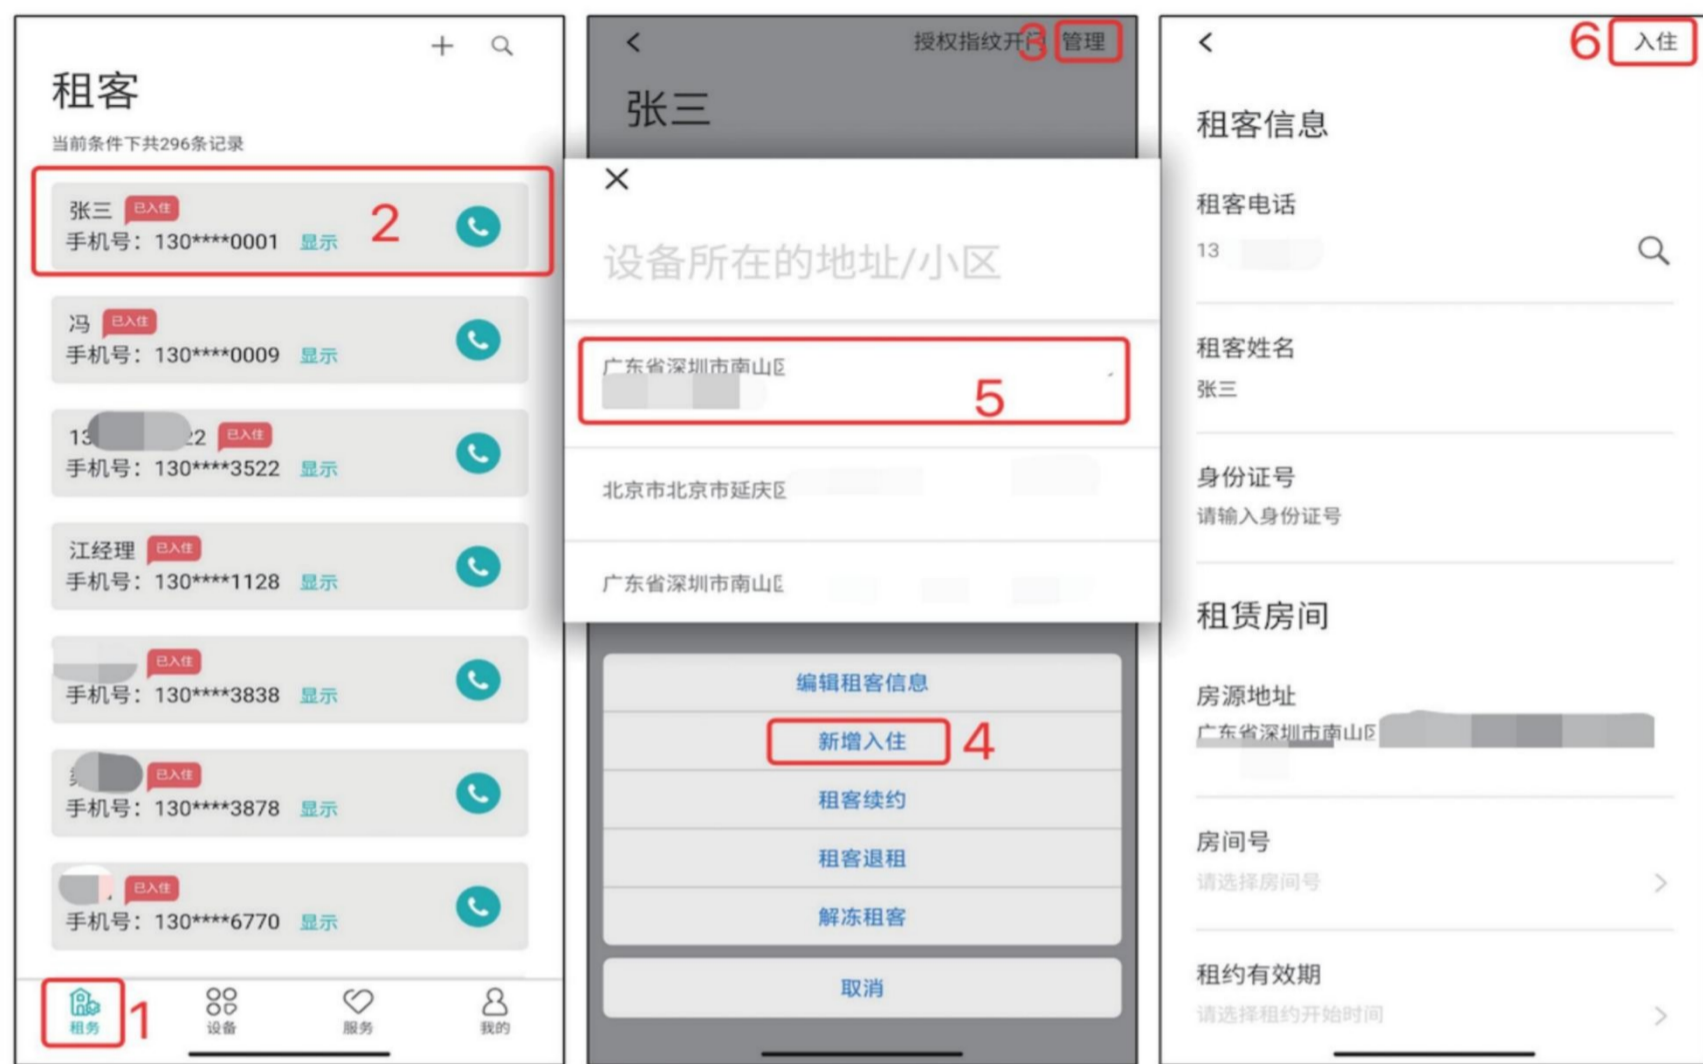 租客
当前条件下共296条记录
张三 已入住
手机号：130****0001 显示
2
冯 已入住
手机号：130****0009 显示
13 22 已入住
手机号：130****3522 显示
江经理 已入住
手机号：130****1128 显示
已入住
手机号：130****3838 显示
已入住
手机号：130****3878 显示
已入住
手机号：130****6770 显示
租务 1 设备 服务 我的
授权指纹开门 3 管理
张三
设备所在的地址/小区
广东省深圳市南山区
5
北京市北京市延庆区
广东省深圳市南山区
编辑租客信息
新增入住 4
租客续约
租客退租
解冻租客
取消
6 入住
租客信息
租客电话
13
租客姓名
张三
身份证号
请输入身份证号
租赁房间
房源地址
广东省深圳市南山区
房间号
请选择房间号
租约有效期
请选择租约开始时间